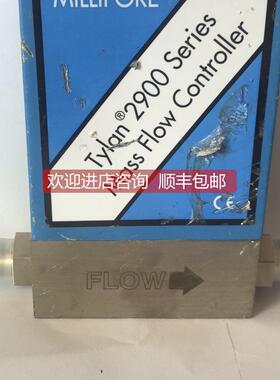 MILLIPORE
Tylan® 2900 Series
Mass Flow Controller
欢迎进店咨询 顺丰包邮
CE
FLOW